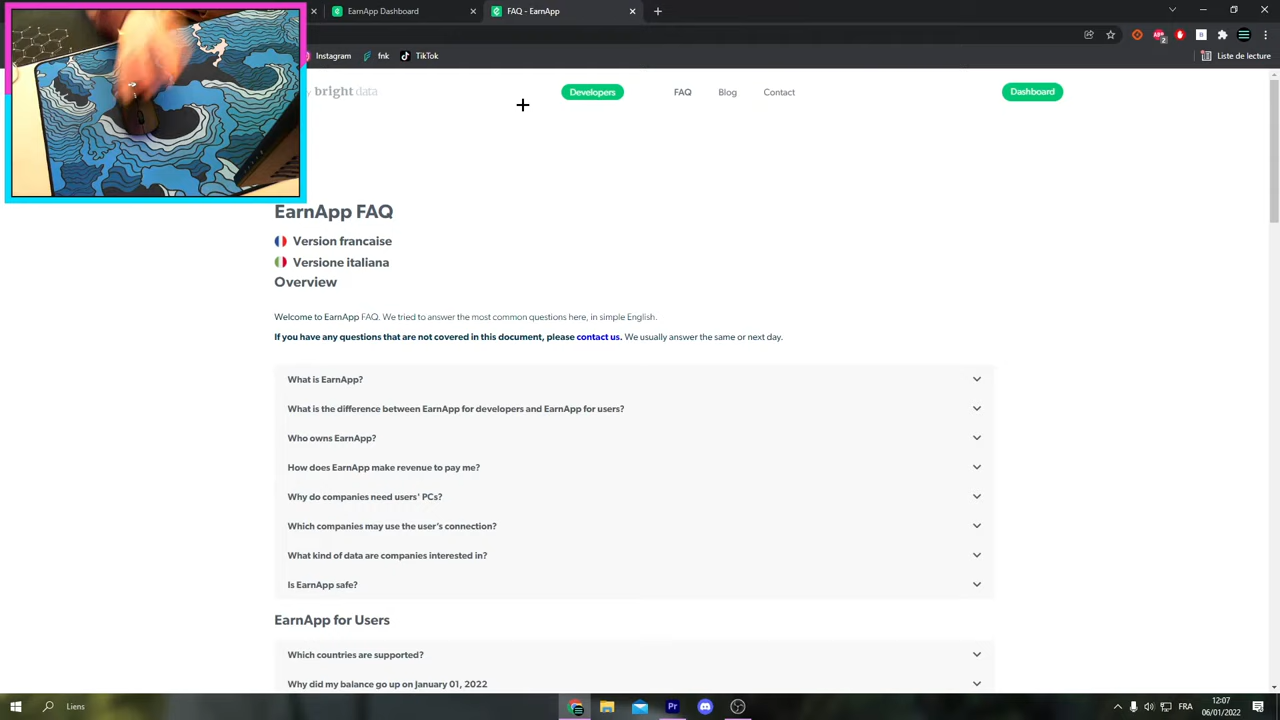 EarnApp Dashboard
FAQ - EarnApp
Instagram
fnk
TikTok
Liste de lecture
bright data
Developers
FAQ
Blog
Contact
Dashboard
EarnApp FAQ
Version francaise
Versione italiana
Overview
Welcome to EarnApp FAQ. We tried to answer the most common questions here, in simple English.
If you have any questions that are not covered in this document, please contact us. We usually answer the same or next day.
What is EarnApp?
What is the difference between EarnApp for developers and EarnApp for users?
Who owns EarnApp?
How does EarnApp make revenue to pay me?
Why do companies need users' PCs?
Which companies may use the user's connection?
What kind of data are companies interested in?
Is EarnApp safe?
EarnApp for Users
Which countries are supported?
Why did my balance go up on January 01, 2022
Liens
FRA
12:07
06/01/2022